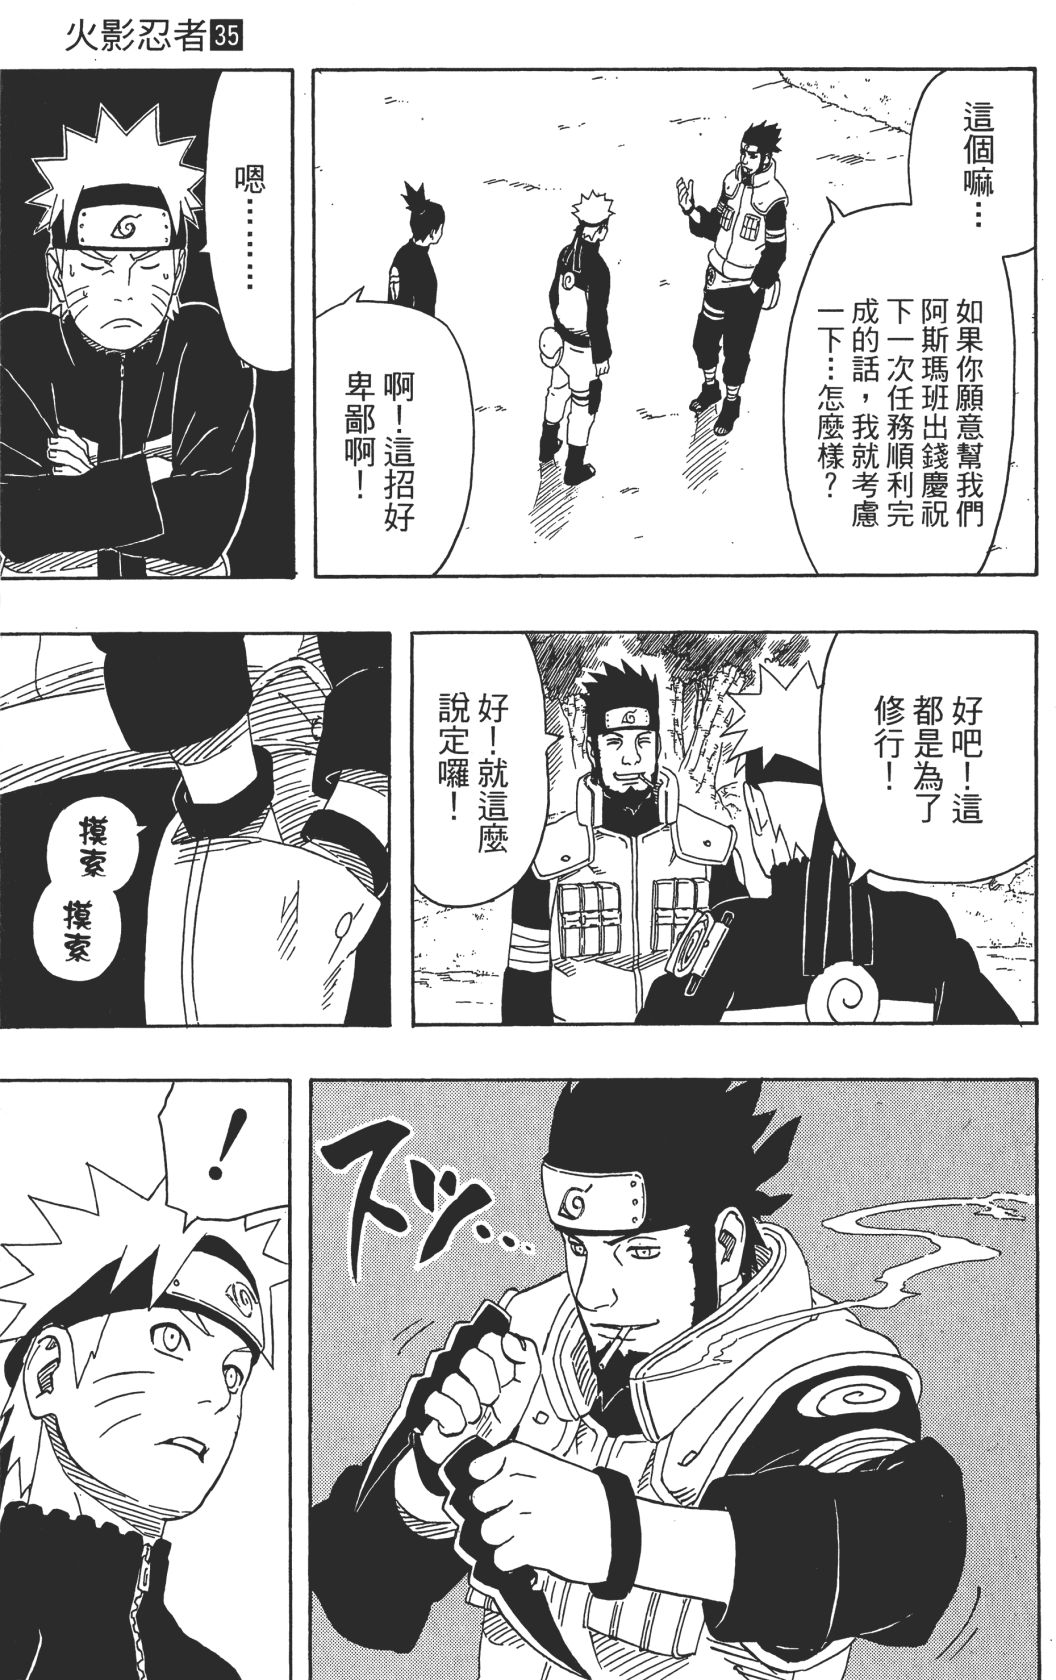 火影忍者35
這個嘛…
如果你願意幫我們
阿斯瑪班出錢慶祝
下一次任務順利完
成的話，我就考慮
一下…怎麼樣？
啊！這招好
卑鄙啊！
嗯………
好吧！這
都是為了
修行！
好！就這麼
說定囉！
摸索
摸索
スッ…
！